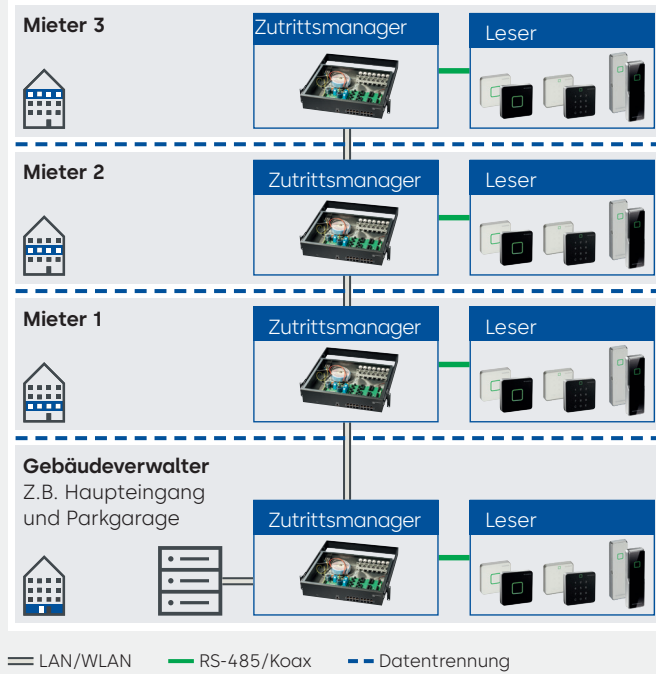 Mieter 3
Zutrittsmanager
Leser
Mieter 2
Zutrittsmanager
Leser
Mieter 1
Zutrittsmanager
Leser
Gebäudeverwalter
Z.B. Haupteingang
und Parkgarage
Zutrittsmanager
Leser
LAN/WLAN
RS-485/Koax
Datentrennung